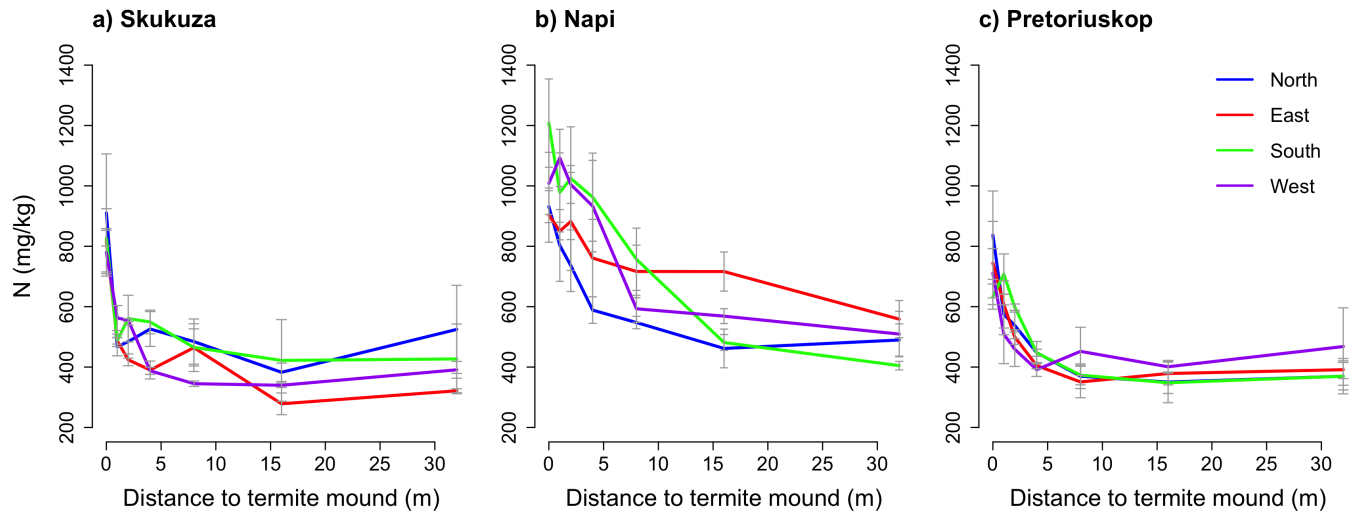 a) Skukuza
b) Napi
c) Pretoriuskop
N (mg/kg)
1400
1200
1000
800
600
400
200
0 5 10 15 20 25 30
Distance to termite mound (m)
1400
1200
1000
800
600
400
200
0 5 10 15 20 25 30
Distance to termite mound (m)
1400
1200
1000
800
600
400
200
0 5 10 15 20 25 30
Distance to termite mound (m)
North
East
South
West